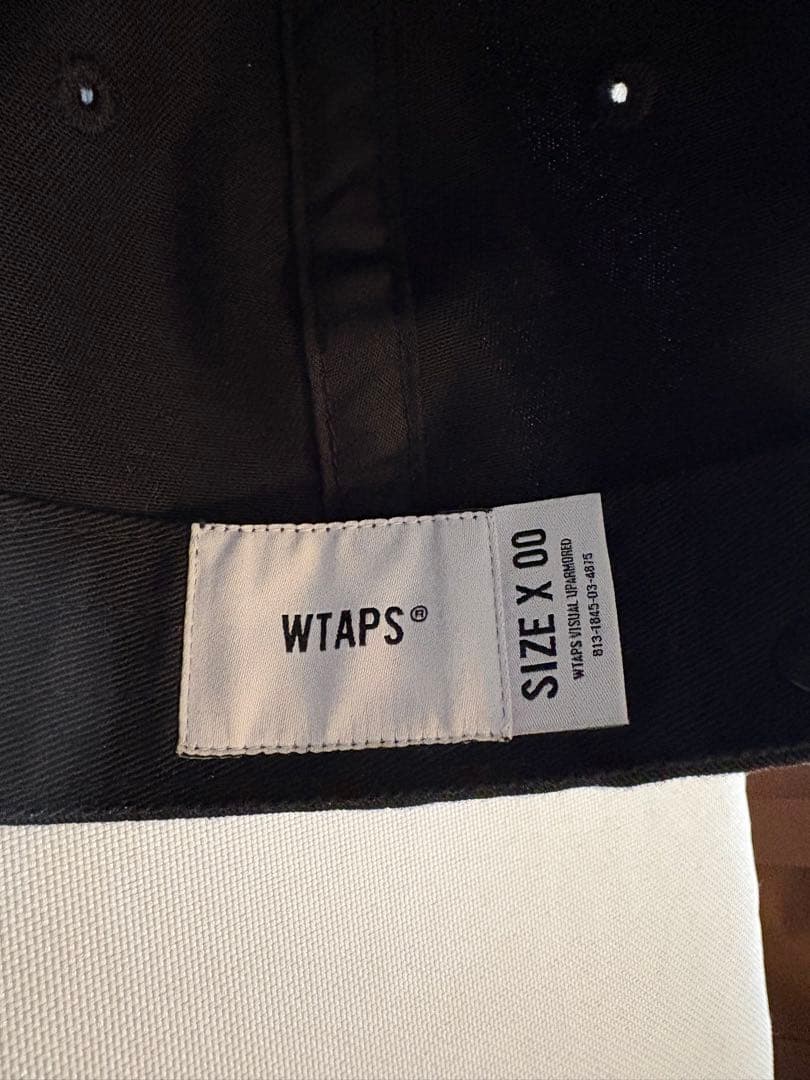 WTAPS®
SIZE X 00
WTAPS VISUAL UPARMORED
813-1845-03-4875